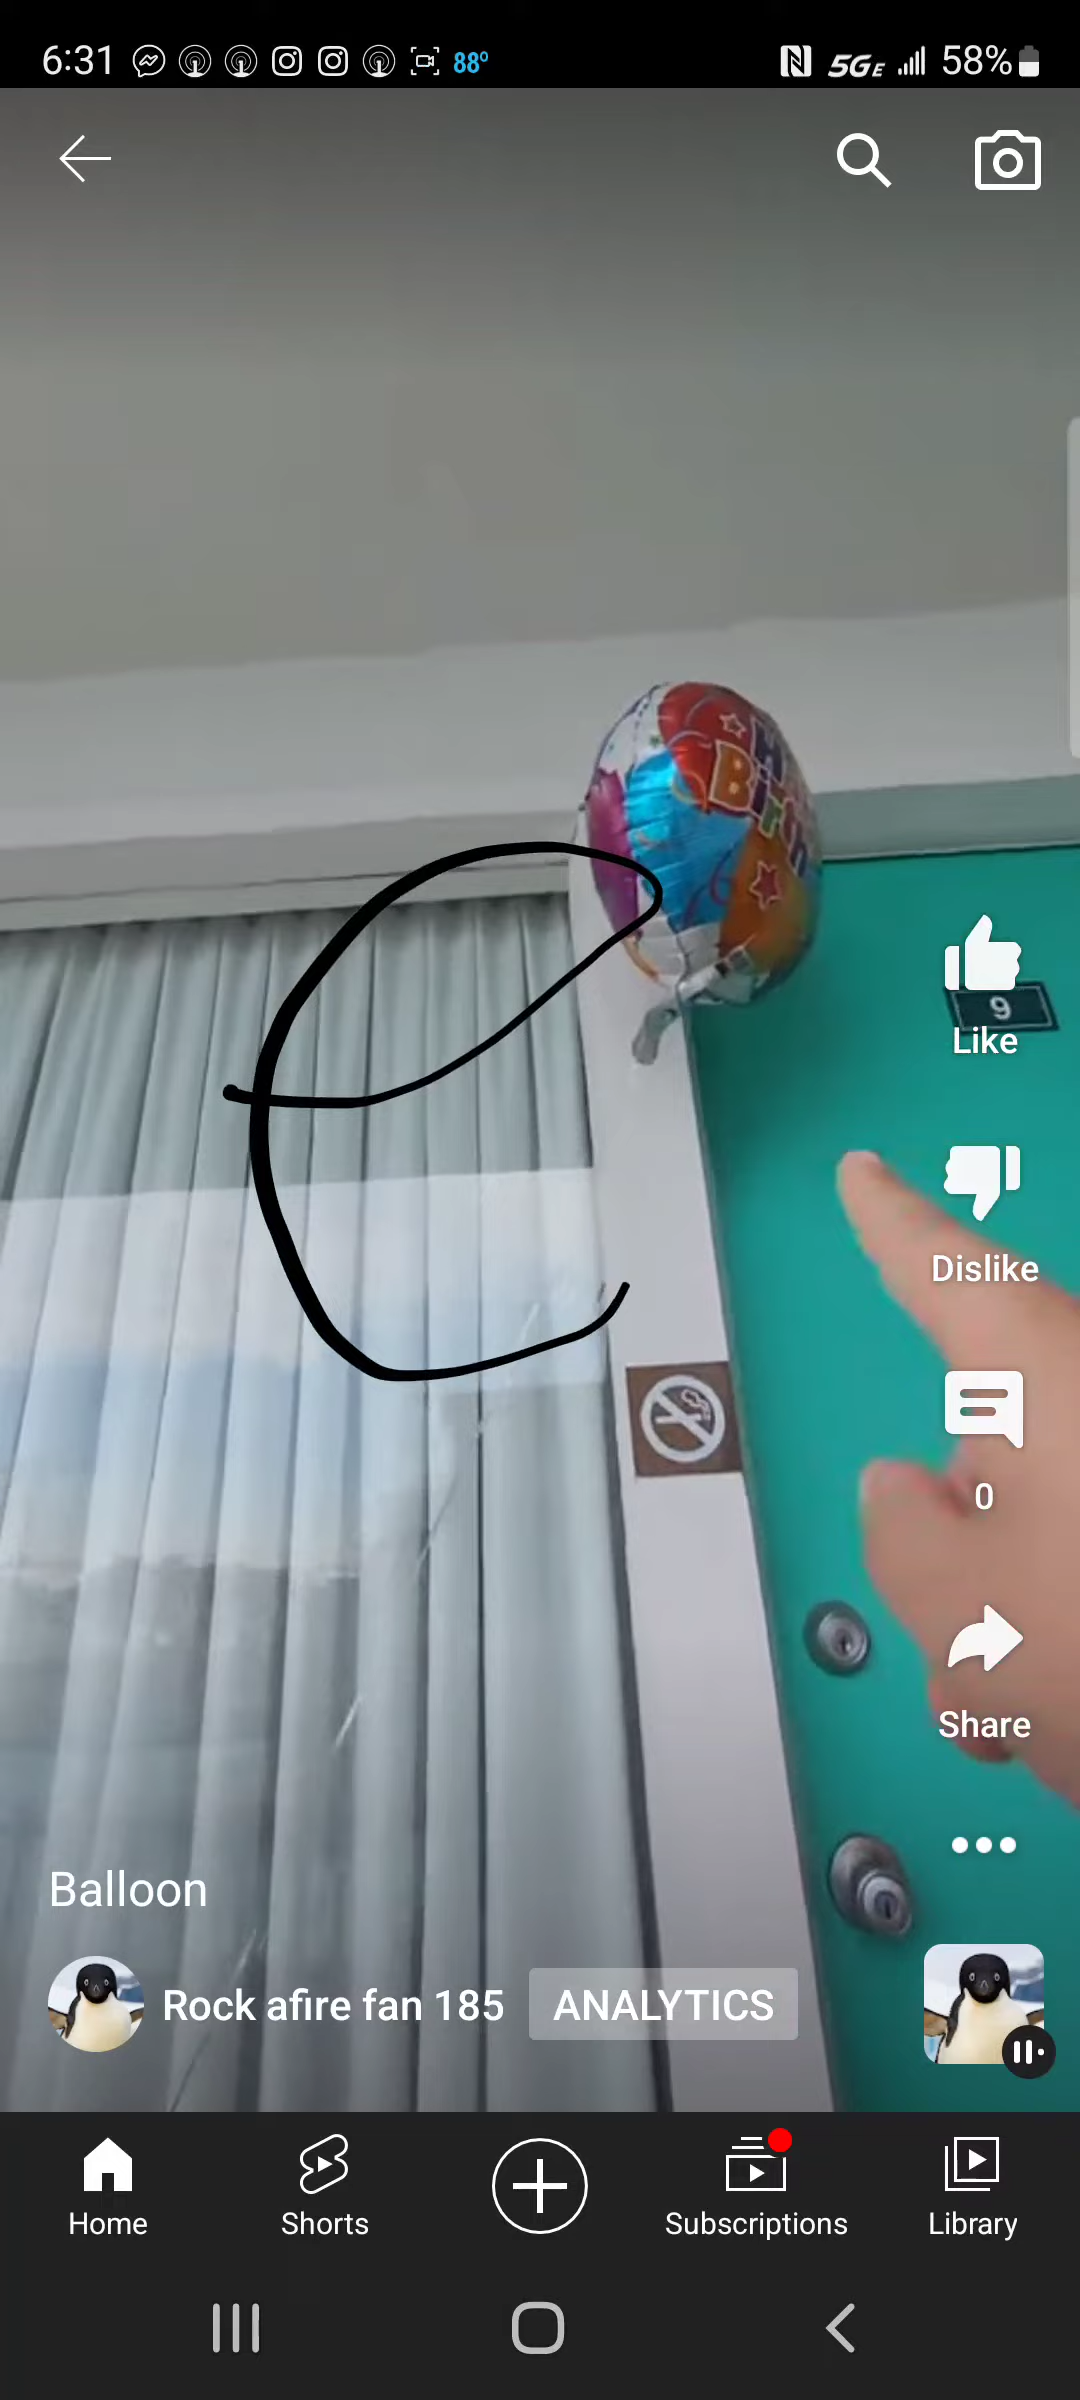 6:31 88° 5GE 58%
H
Birth
9
Like
Dislike
0
Share
Balloon
Rock afire fan 185 ANALYTICS
Home Shorts Subscriptions Library
e